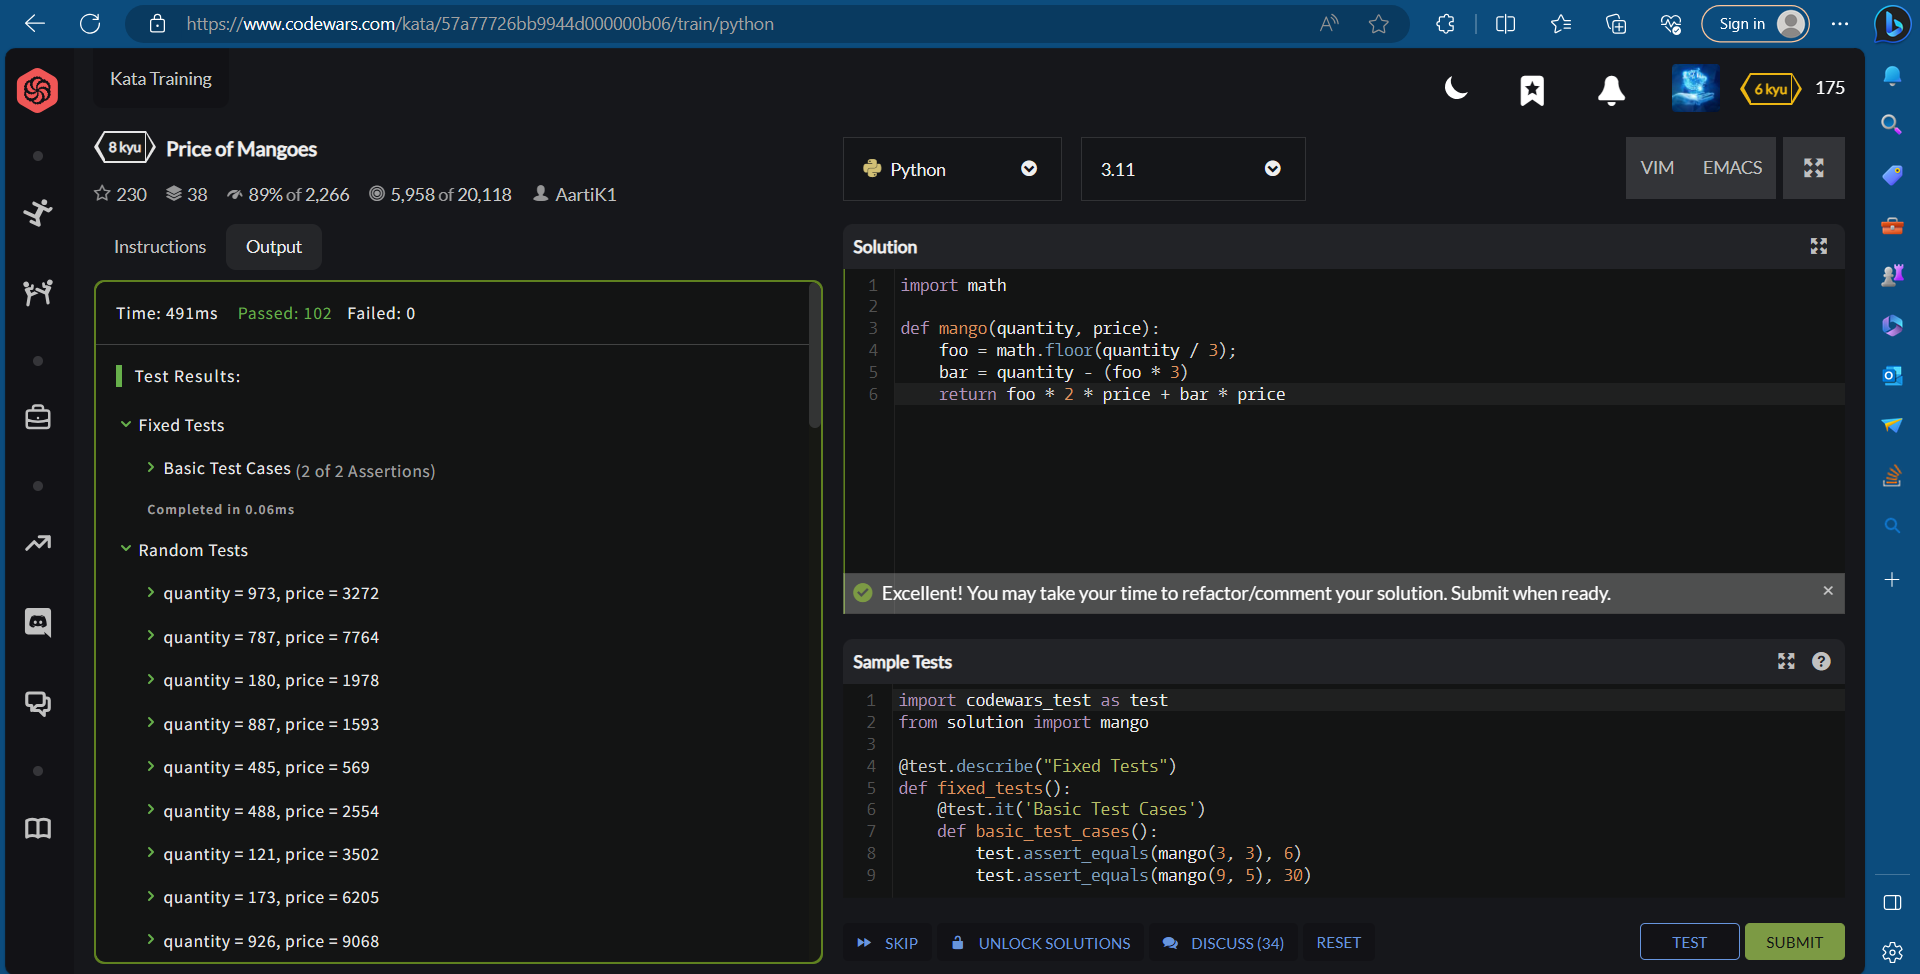 https://www.codewars.com/kata/57a77726bb9944d000000b06/train/python
Sign in
Kata Training
6 kyu
175
8 kyu
Price of Mangoes
230
38
89% of 2,266
5,958 of 20,118
AartiK1
Python
3.11
VIM
EMACS
Instructions
Output
Time: 491ms
Passed: 102
Failed: 0
Test Results:
Fixed Tests
Basic Test Cases (2 of 2 Assertions)
Completed in 0.06ms
Random Tests
quantity = 973, price = 3272
quantity = 787, price = 7764
quantity = 180, price = 1978
quantity = 887, price = 1593
quantity = 485, price = 569
quantity = 488, price = 2554
quantity = 121, price = 3502
quantity = 173, price = 6205
quantity = 926, price = 9068
Solution
1 import math
2
3 def mango(quantity, price):
4     foo = math.floor(quantity / 3);
5     bar = quantity - (foo * 3)
6     return foo * 2 * price + bar * price
Excellent! You may take your time to refactor/comment your solution. Submit when ready.
Sample Tests
1 import codewars_test as test
2 from solution import mango
3
4 @test.describe("Fixed Tests")
5 def fixed_tests():
6     @test.it('Basic Test Cases')
7     def basic_test_cases():
8         test.assert_equals(mango(3, 3), 6)
9         test.assert_equals(mango(9, 5), 30)
SKIP
UNLOCK SOLUTIONS
DISCUSS (34)
RESET
TEST
SUBMIT